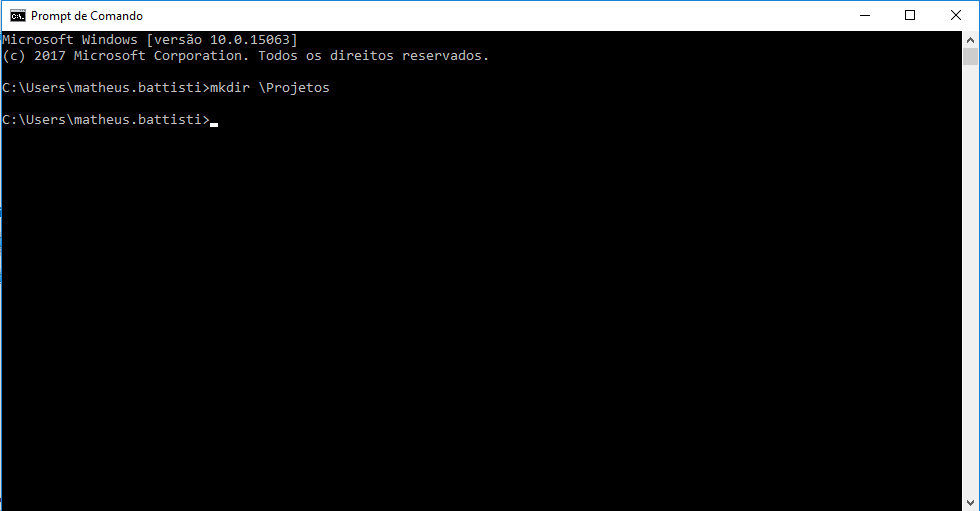 Prompt de Comando
Microsoft Windows [versão 10.0.15063]
(c) 2017 Microsoft Corporation. Todos os direitos reservados.
C:\Users\matheus.battisti>mkdir \Projetos
C:\Users\matheus.battisti>